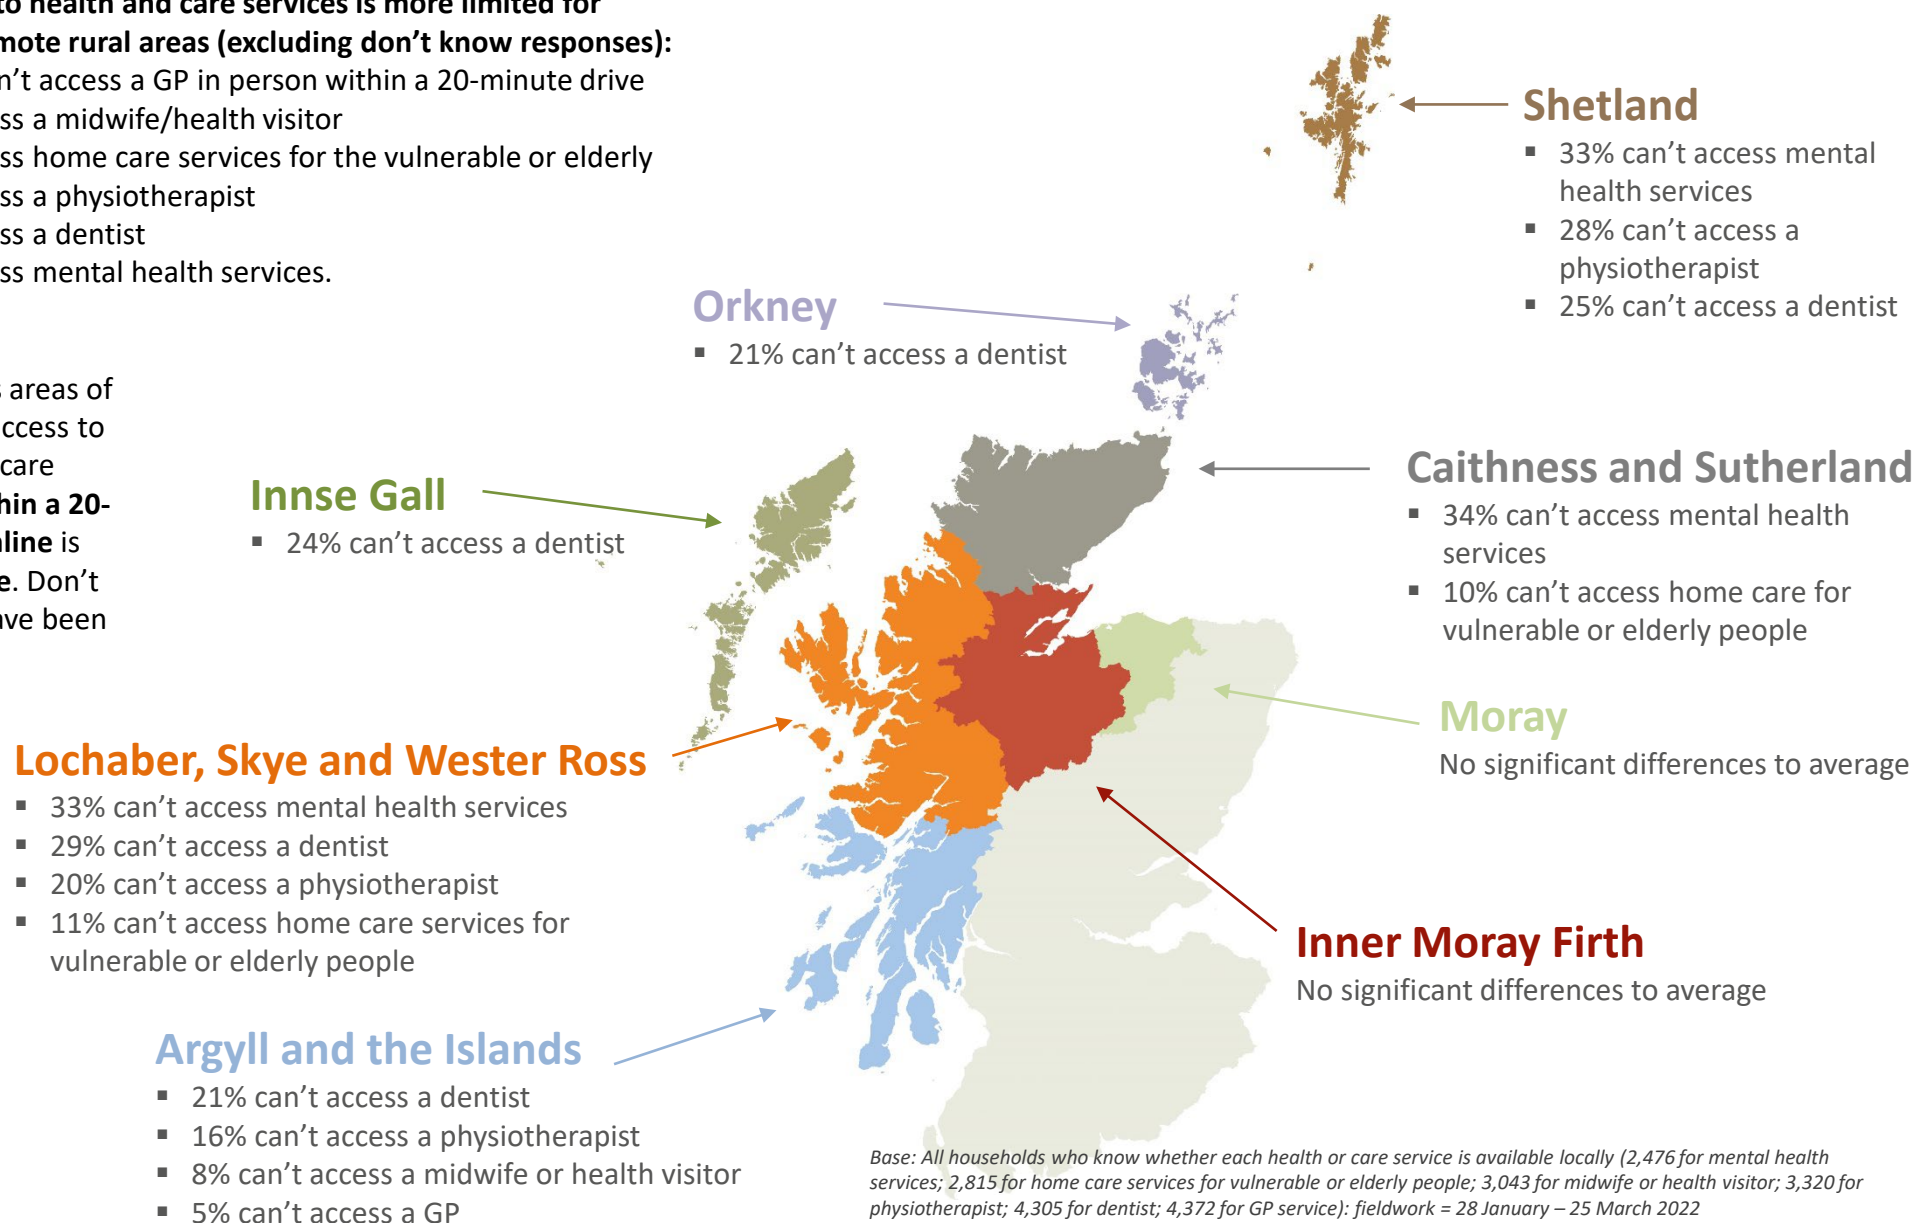 to health and care services is more limited for
mote rural areas (excluding don't know responses):
n't access a GP in person within a 20-minute drive
ss a midwife/health visitor
ss home care services for the vulnerable or elderly
ss a physiotherapist
ss a dentist
ss mental health services.
s areas of
ccess to
care
hin a 20-
nline is
e. Don't
ave been
Shetland
▪ 33% can't access mental
health services
▪ 28% can't access a
physiotherapist
▪ 25% can't access a dentist
Orkney
▪ 21% can't access a dentist
Innse Gall
▪ 24% can't access a dentist
Caithness and Sutherland
▪ 34% can't access mental health
services
▪ 10% can't access home care for
vulnerable or elderly people
Moray
No significant differences to average
Lochaber, Skye and Wester Ross
▪ 33% can't access mental health services
▪ 29% can't access a dentist
▪ 20% can't access a physiotherapist
▪ 11% can't access home care services for
vulnerable or elderly people
Inner Moray Firth
No significant differences to average
Argyll and the Islands
▪ 21% can't access a dentist
▪ 16% can't access a physiotherapist
▪ 8% can't access a midwife or health visitor
▪ 5% can't access a GP
Base: All households who know whether each health or care service is available locally (2,476 for mental health
services; 2,815 for home care services for vulnerable or elderly people; 3,043 for midwife or health visitor; 3,320 for
physiotherapist; 4,305 for dentist; 4,372 for GP service): fieldwork = 28 January – 25 March 2022